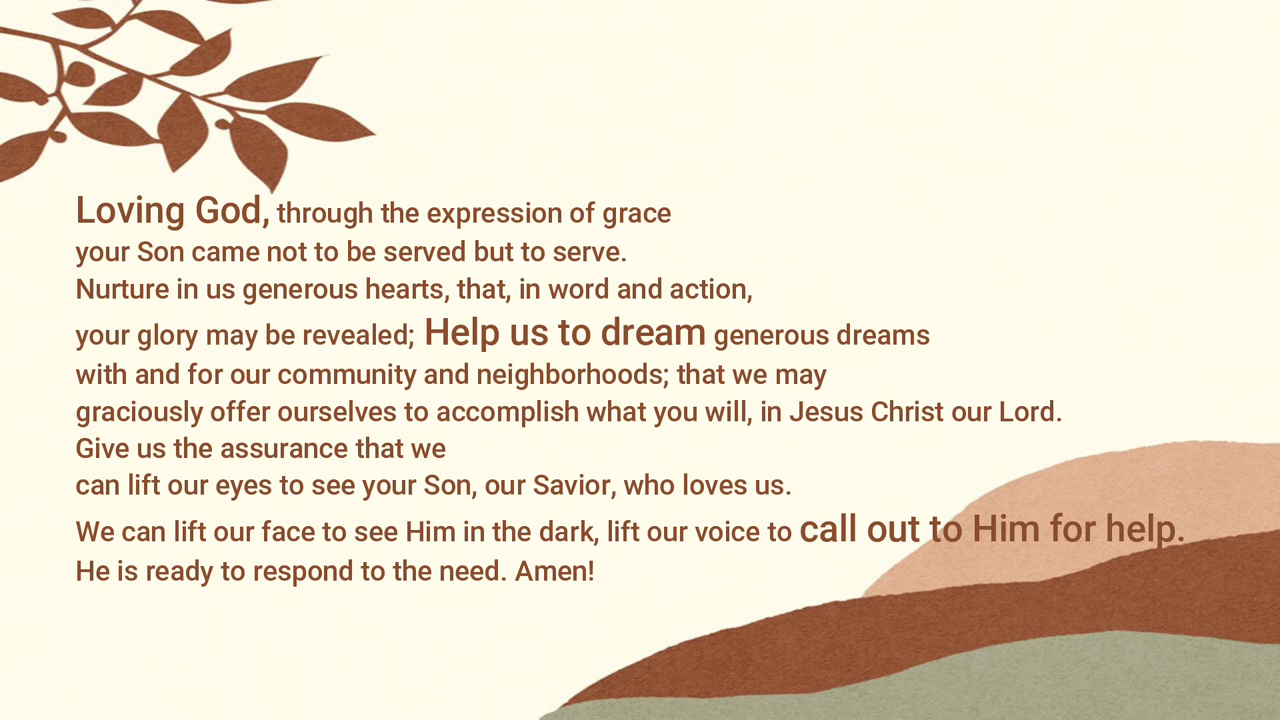 Loving God, through the expression of grace
your Son came not to be served but to serve.
Nurture in us generous hearts, that, in word and action,
your glory may be revealed; Help us to dream generous dreams
with and for our community and neighborhoods; that we may
graciously offer ourselves to accomplish what you will, in Jesus Christ our Lord.
Give us the assurance that we
can lift our eyes to see your Son, our Savior, who loves us.
We can lift our face to see Him in the dark, lift our voice to call out to Him for help.
He is ready to respond to the need. Amen!